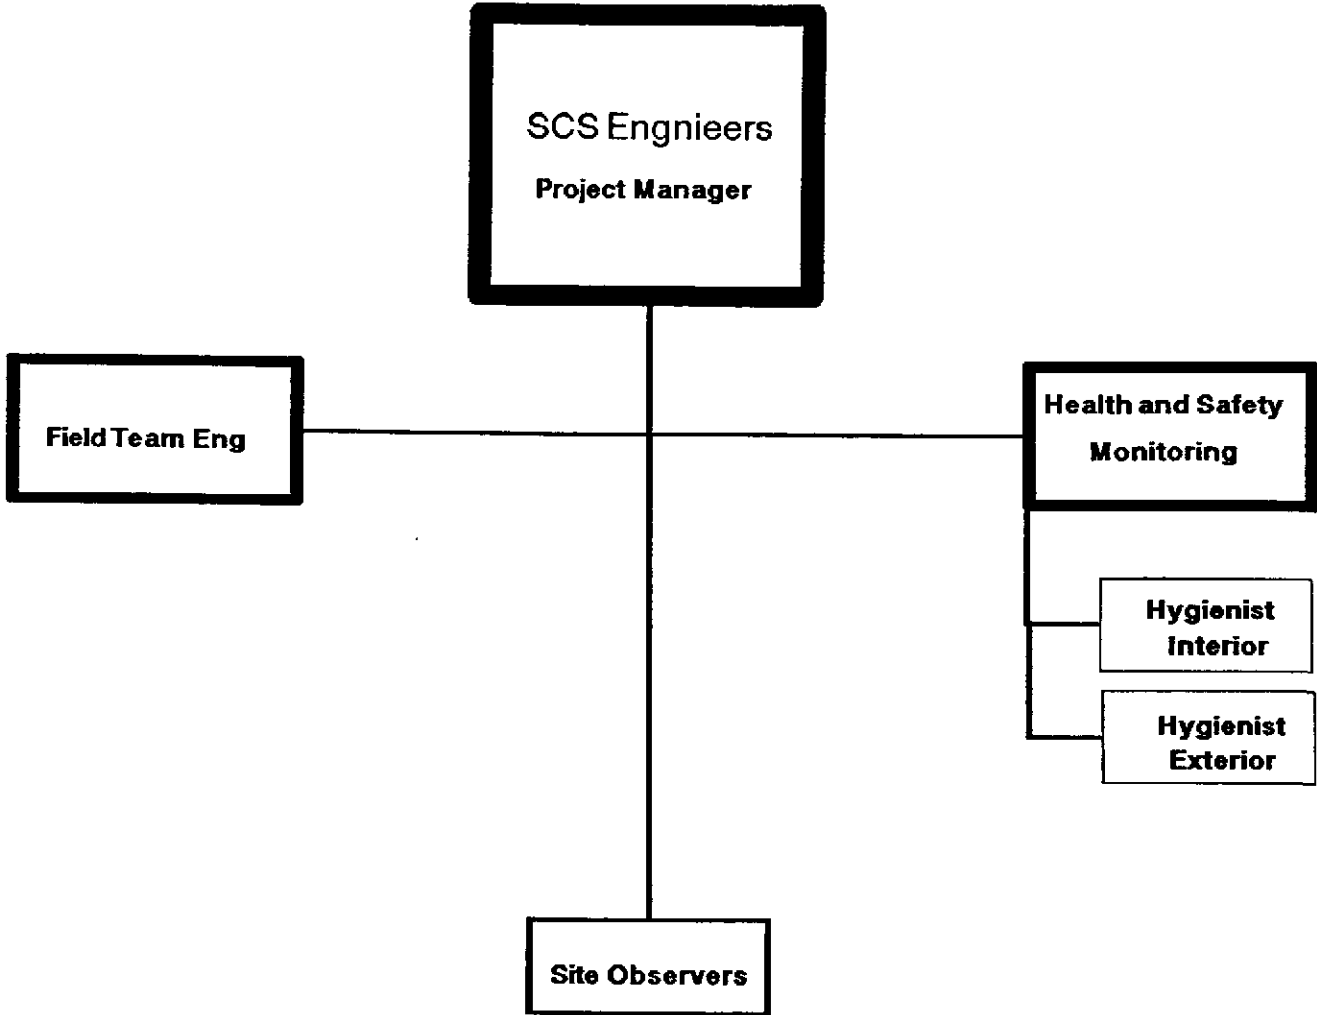 SCS Engnieers
Project Manager
Field Team Eng
Health and Safety
Monitoring
Hygienist
Interior
Hygienist
Exterior
Site Observers